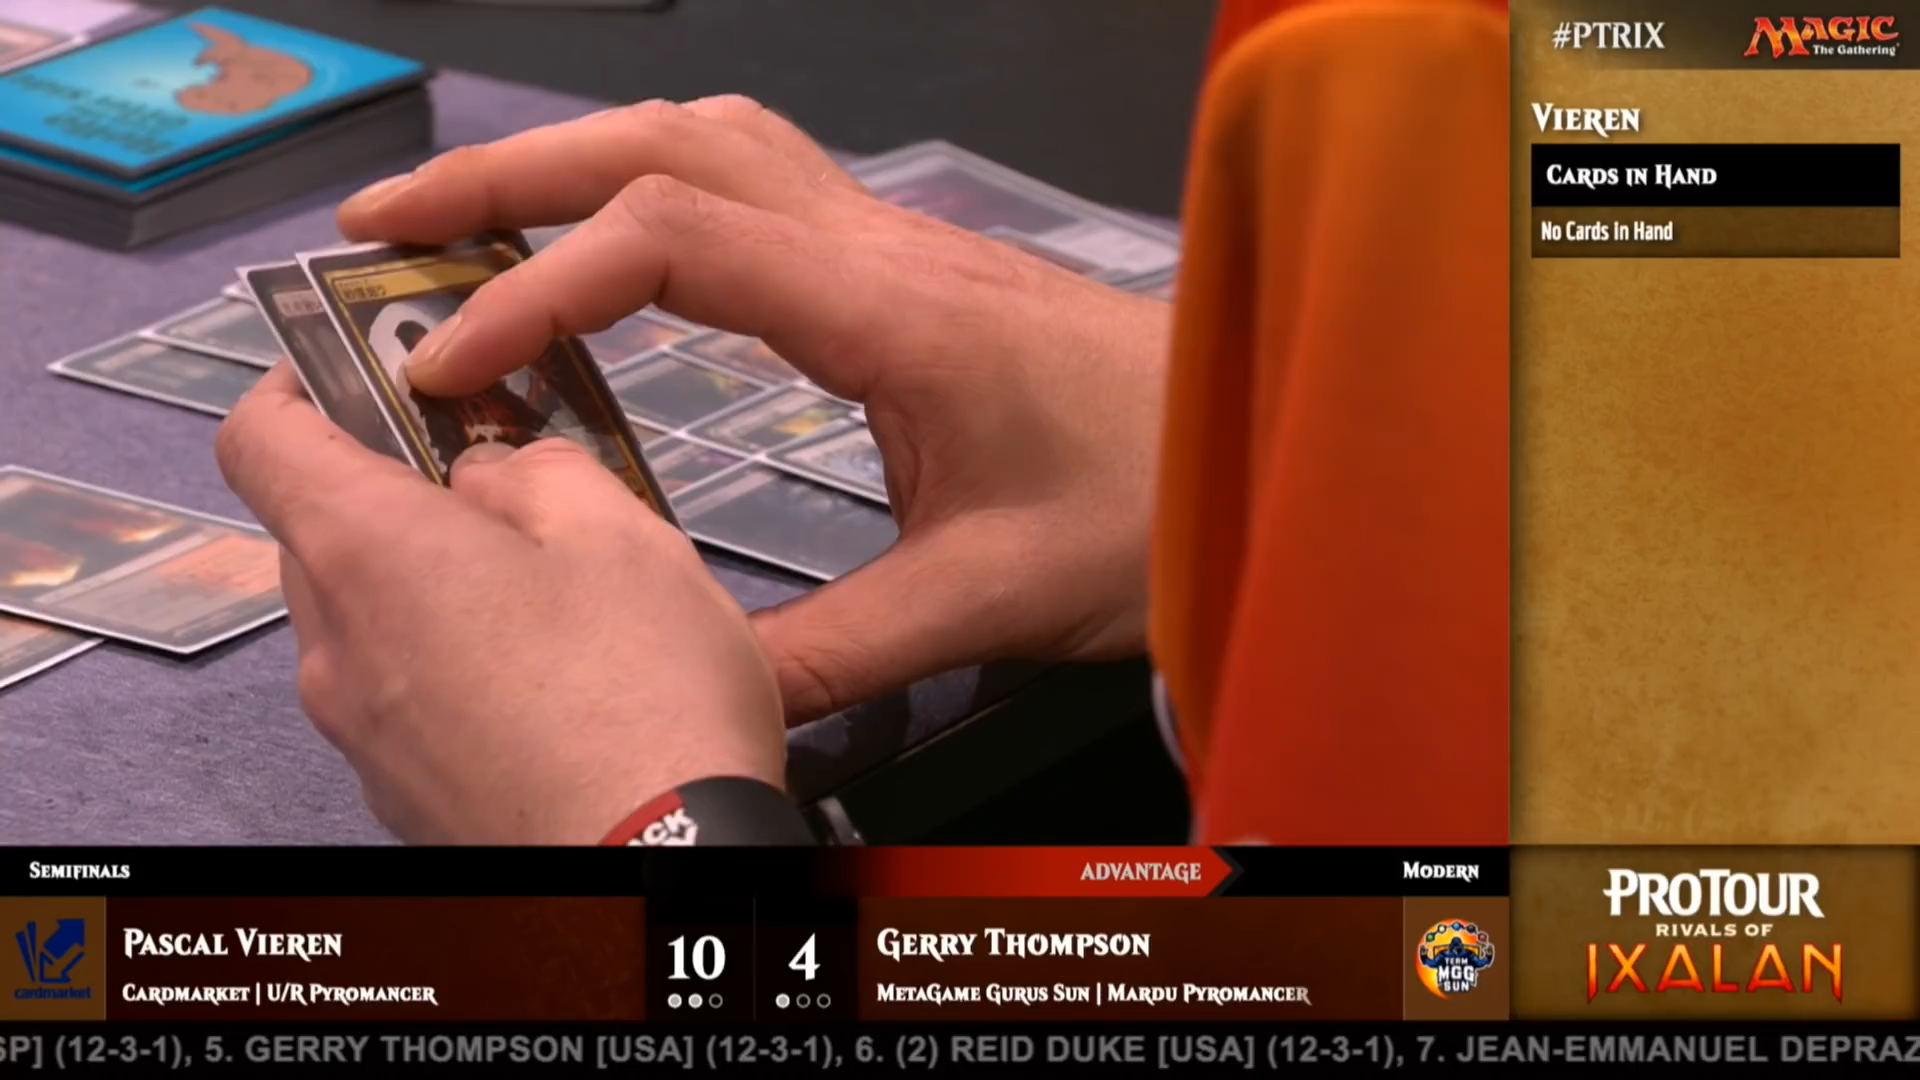 #PTRIX
MAGIC
The Gathering
VIEREN
CARDS IN HAND
No Cards in Hand
SEMIFINALS
ADVANTAGE
MODERN
PASCAL VIEREN
10
4
GERRY THOMPSON
cardmarket
CARDMARKET | U/R PYROMANCER
METAGAME GURUS SUN | MARDU PYROMANCER
TEAM
MGG
SUN
PROTOUR
RIVALS OF
IXALAN
SP] (12-3-1), 5. GERRY THOMPSON [USA] (12-3-1), 6. (2) REID DUKE [USA] (12-3-1), 7. JEAN-EMMANUEL DEPRAZ